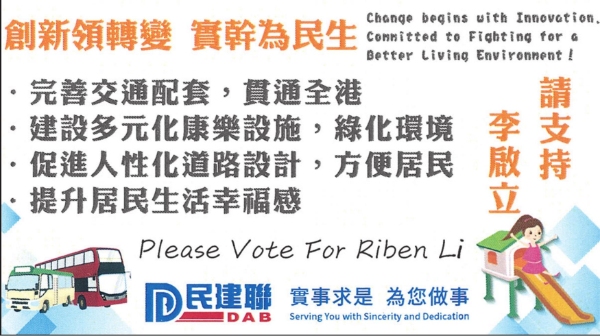 創新領轉變 實幹為民生
Change begins with Innovation.
Committed to Fighting for a
Better Living Environment!
· 完善交通配套，貫通全港
· 建設多元化康樂設施，綠化環境
· 促進人性化道路設計，方便居民
· 提升居民生活幸福感
請支持
李啟立
Please Vote For Riben Li
民建聯
DAB
實事求是 為您做事
Serving You with Sincerity and Dedication